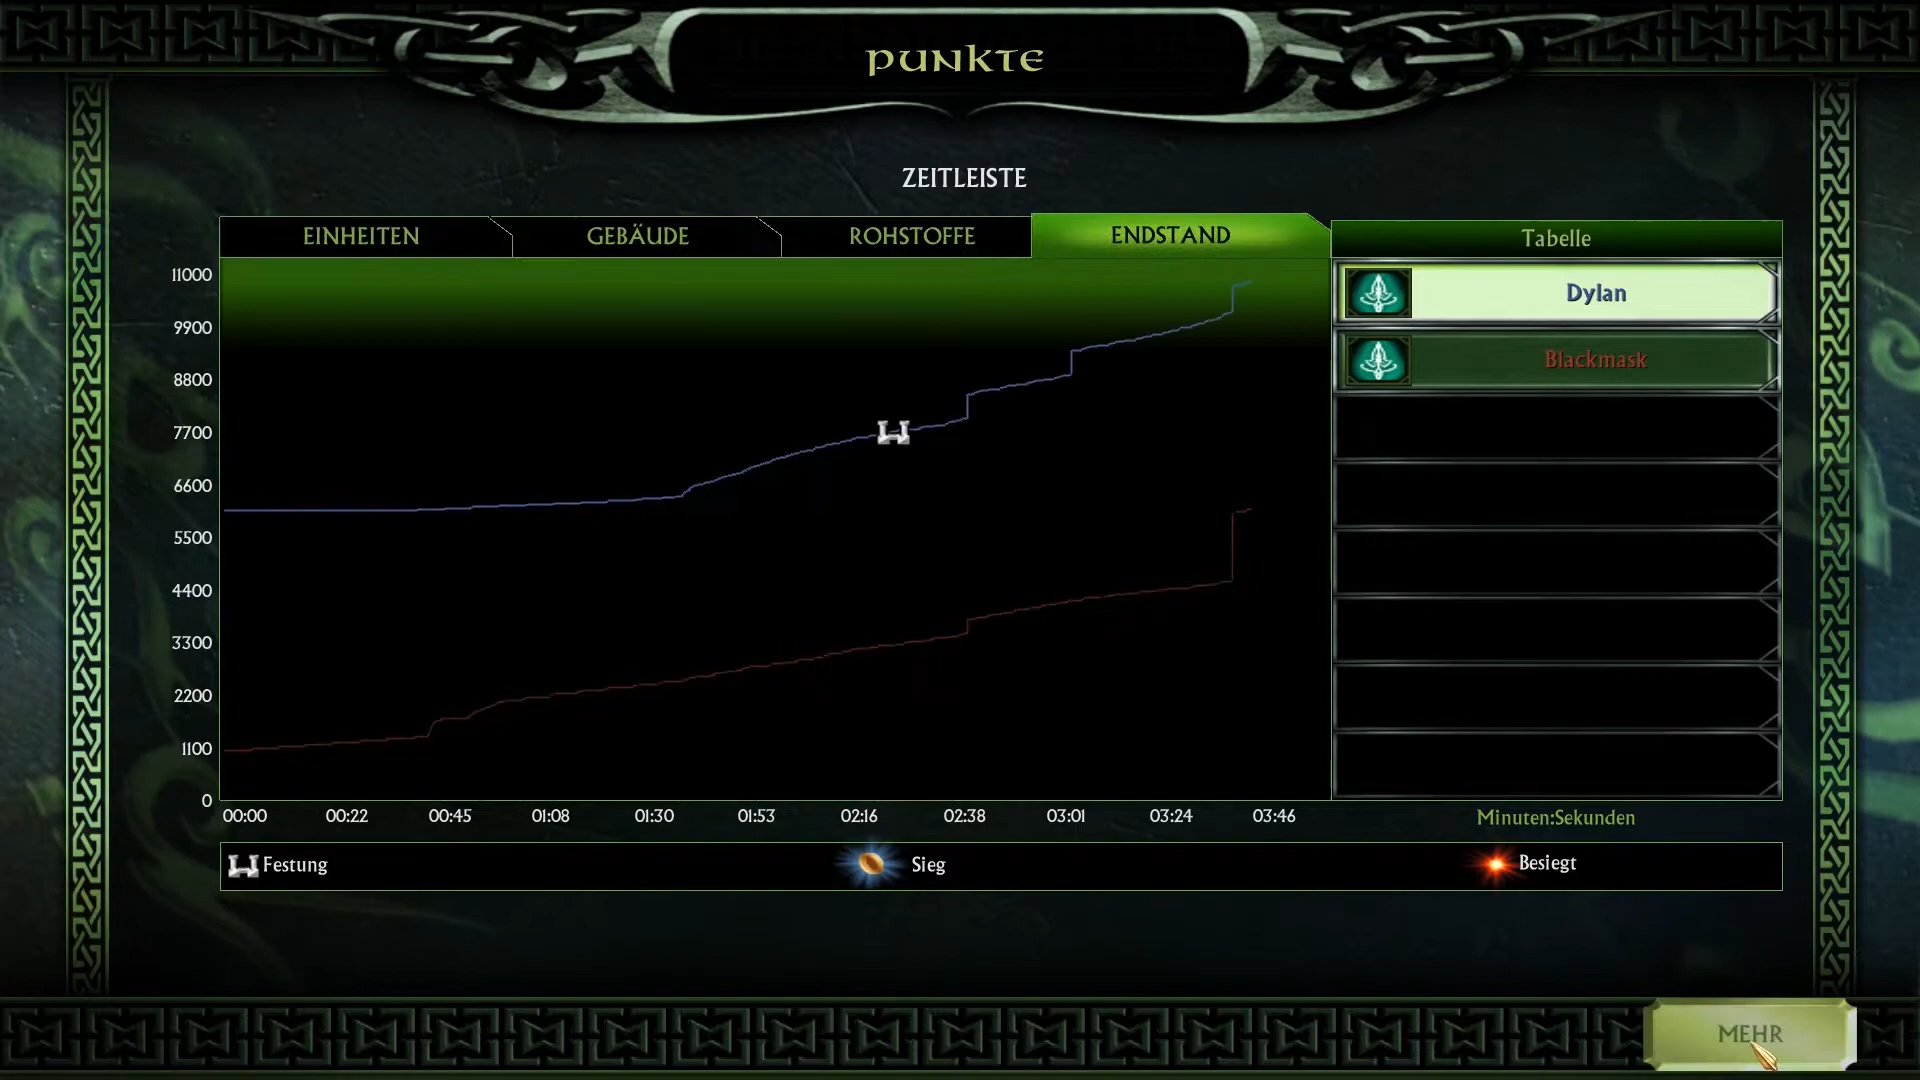 PUNKTE
ZEITLEISTE
EINHEITEN GEBÄUDE ROHSTOFFE ENDSTAND Tabelle
Dylan
Blackmask
11000
9900
8800
7700
6600
5500
4400
3300
2200
1100
0
00:00 00:22 00:45 01:08 01:30 01:53 02:16 02:38 03:01 03:24 03:46 Minuten:Sekunden
Festung Sieg Besiegt
MEHR